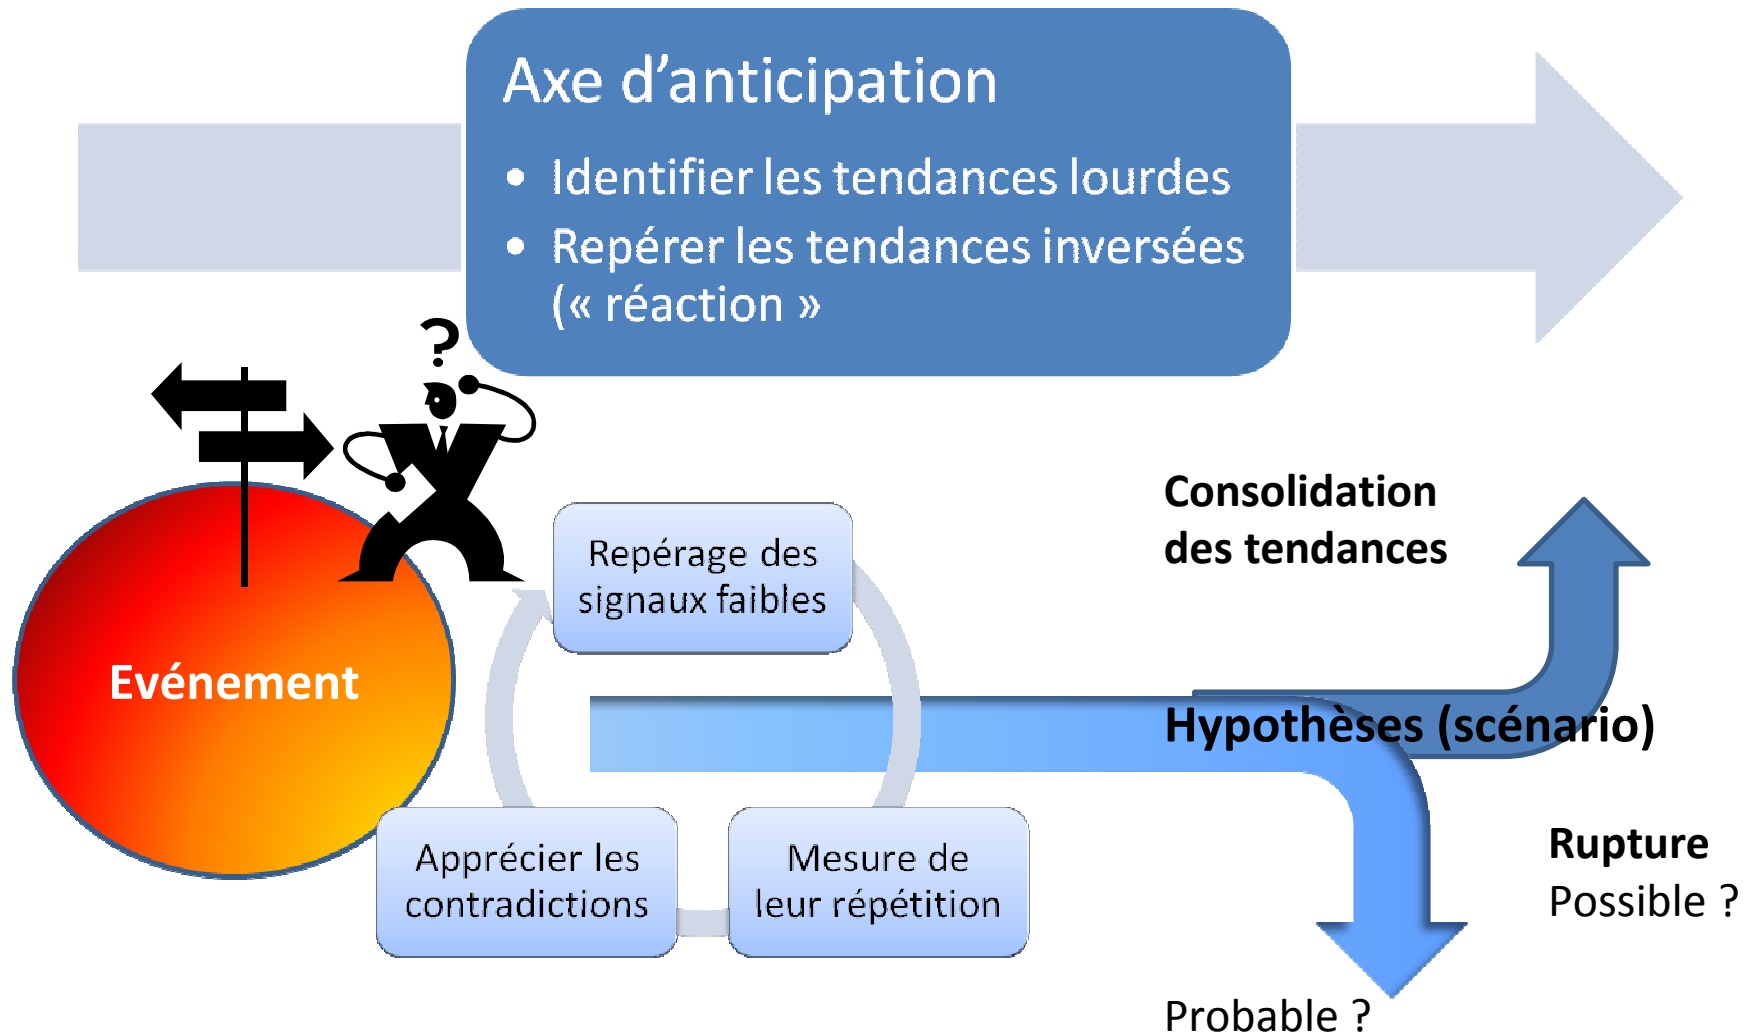 Axe d’anticipation
• Identifier les tendances lourdes
• Repérer les tendances inversées
(« réaction »
?
Consolidation
des tendances
Repérage des
signaux faibles
Evénement
Hypothèses (scénario)
Apprécier les
contradictions
Mesure de
leur répétition
Rupture
Possible ?
Probable ?